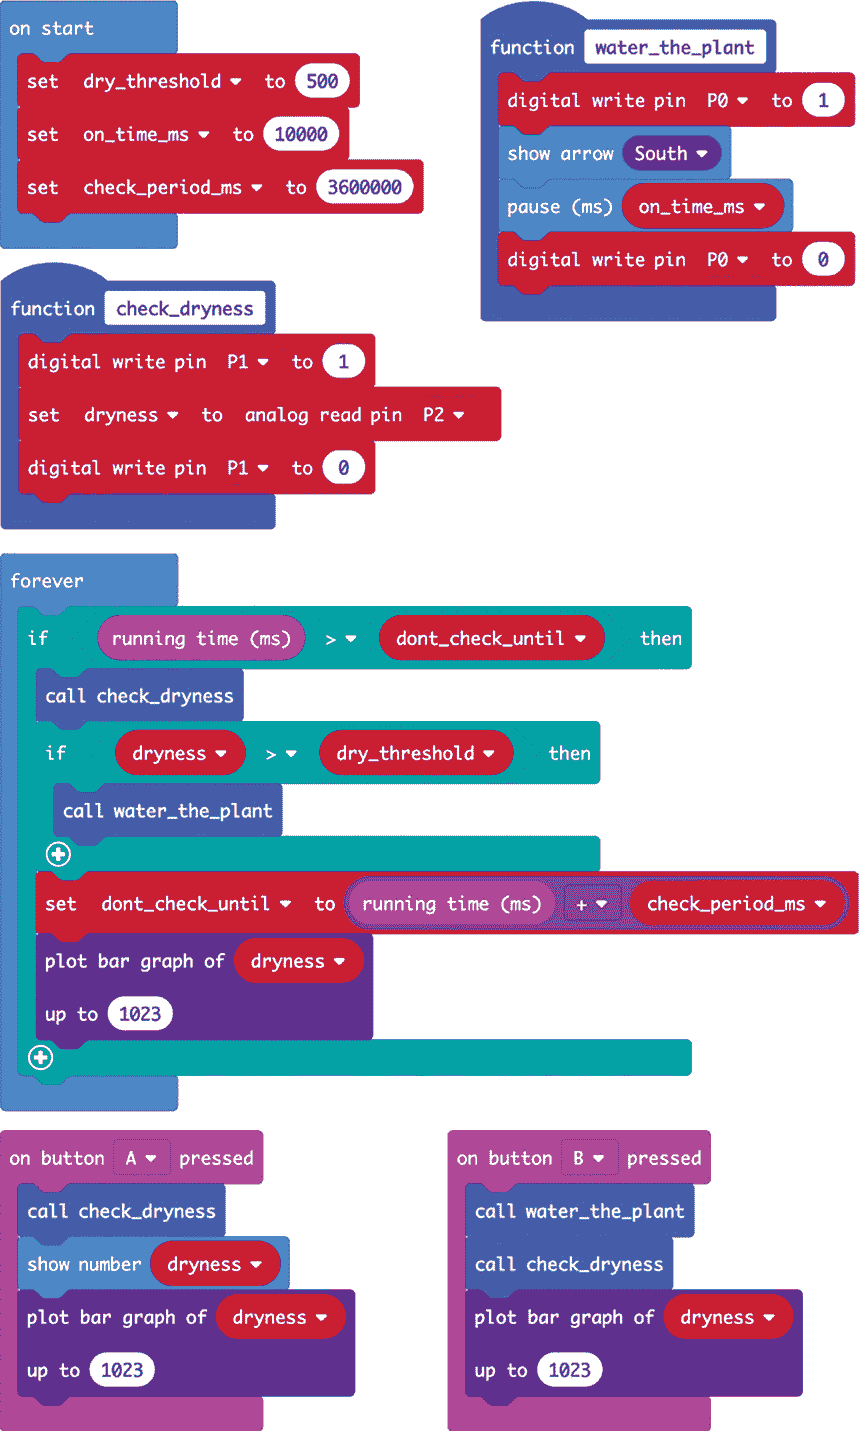 on start
set dry_threshold to 500
set on_time_ms to 10000
set check_period_ms to 3600000
function water_the_plant
digital write pin P0 to 1
show arrow South
pause (ms) on_time_ms
digital write pin P0 to 0
function check_dryness
digital write pin P1 to 1
set dryness to analog read pin P2
digital write pin P1 to 0
forever
if running time (ms) > dont_check_until then
call check_dryness
if dryness > dry_threshold then
call water_the_plant
set dont_check_until to running time (ms) + check_period_ms
plot bar graph of dryness
up to 1023
on button A pressed
call check_dryness
show number dryness
plot bar graph of dryness
up to 1023
on button B pressed
call water_the_plant
call check_dryness
plot bar graph of dryness
up to 1023